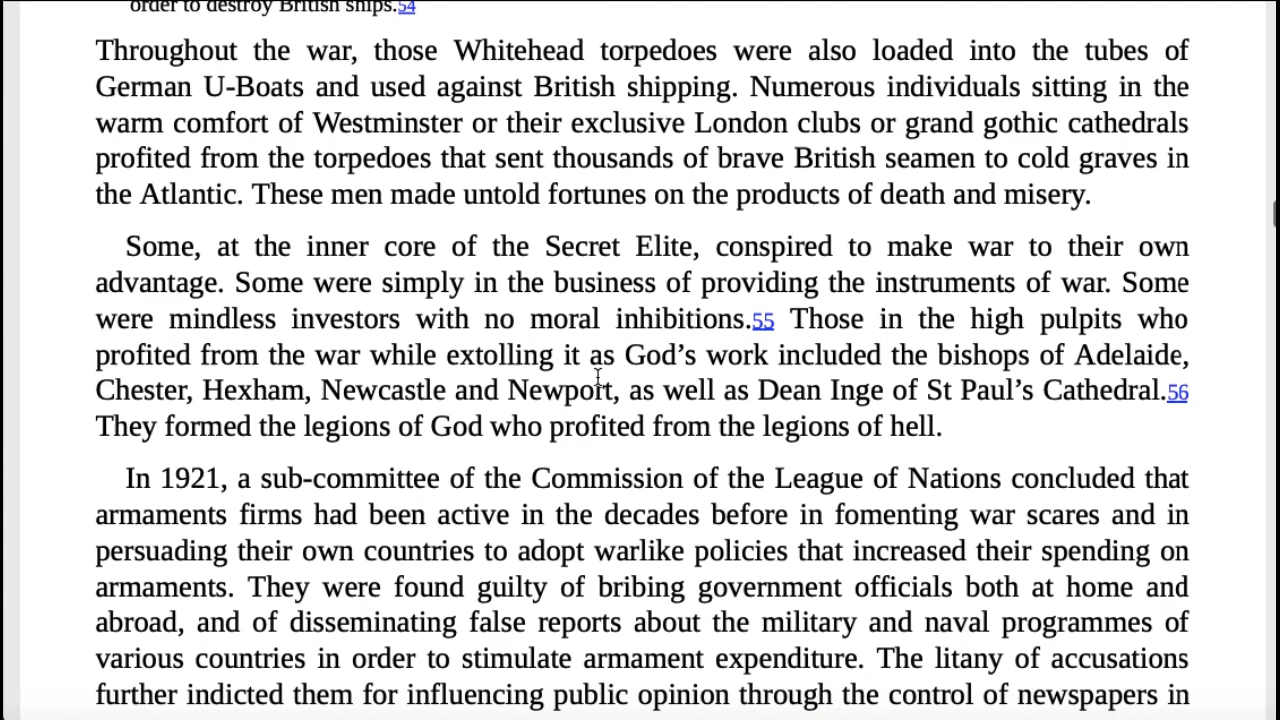 order to destroy British ships.54
Throughout the war, those Whitehead torpedoes were also loaded into the tubes of
German U-Boats and used against British shipping. Numerous individuals sitting in the
warm comfort of Westminster or their exclusive London clubs or grand gothic cathedrals
profited from the torpedoes that sent thousands of brave British seamen to cold graves in
the Atlantic. These men made untold fortunes on the products of death and misery.
Some, at the inner core of the Secret Elite, conspired to make war to their own
advantage. Some were simply in the business of providing the instruments of war. Some
were mindless investors with no moral inhibitions.55 Those in the high pulpits who
profited from the war while extolling it as God’s work included the bishops of Adelaide,
Chester, Hexham, Newcastle and Newport, as well as Dean Inge of St Paul’s Cathedral.56
They formed the legions of God who profited from the legions of hell.
In 1921, a sub-committee of the Commission of the League of Nations concluded that
armaments firms had been active in the decades before in fomenting war scares and in
persuading their own countries to adopt warlike policies that increased their spending on
armaments. They were found guilty of bribing government officials both at home and
abroad, and of disseminating false reports about the military and naval programmes of
various countries in order to stimulate armament expenditure. The litany of accusations
further indicted them for influencing public opinion through the control of newspapers in